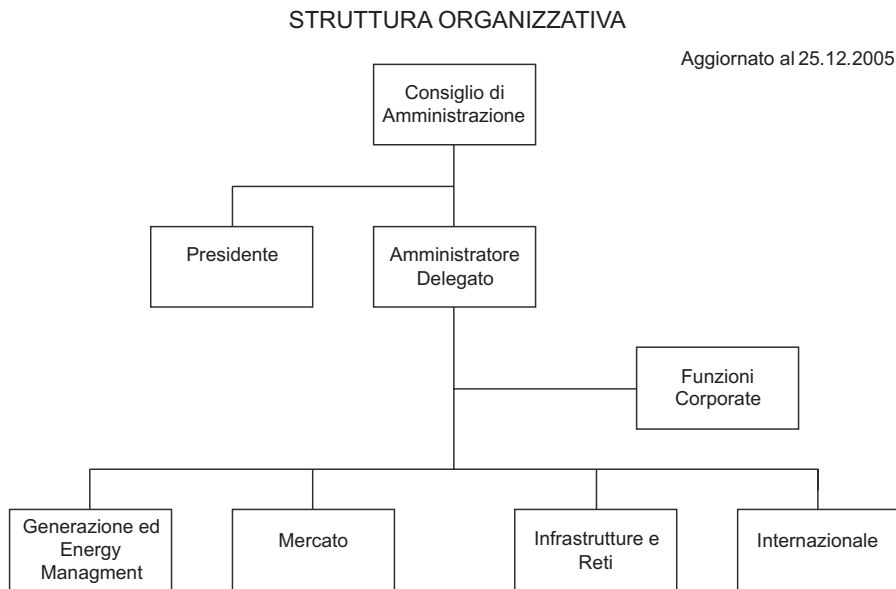 STRUTTURA ORGANIZZATIVA
Aggiornato al 25.12.2005
Consiglio di
Amministrazione
Presidente
Amministratore
Delegato
Funzioni
Corporate
Generazione ed
Energy
Managment
Mercato
Infrastrutture e
Reti
Internazionale